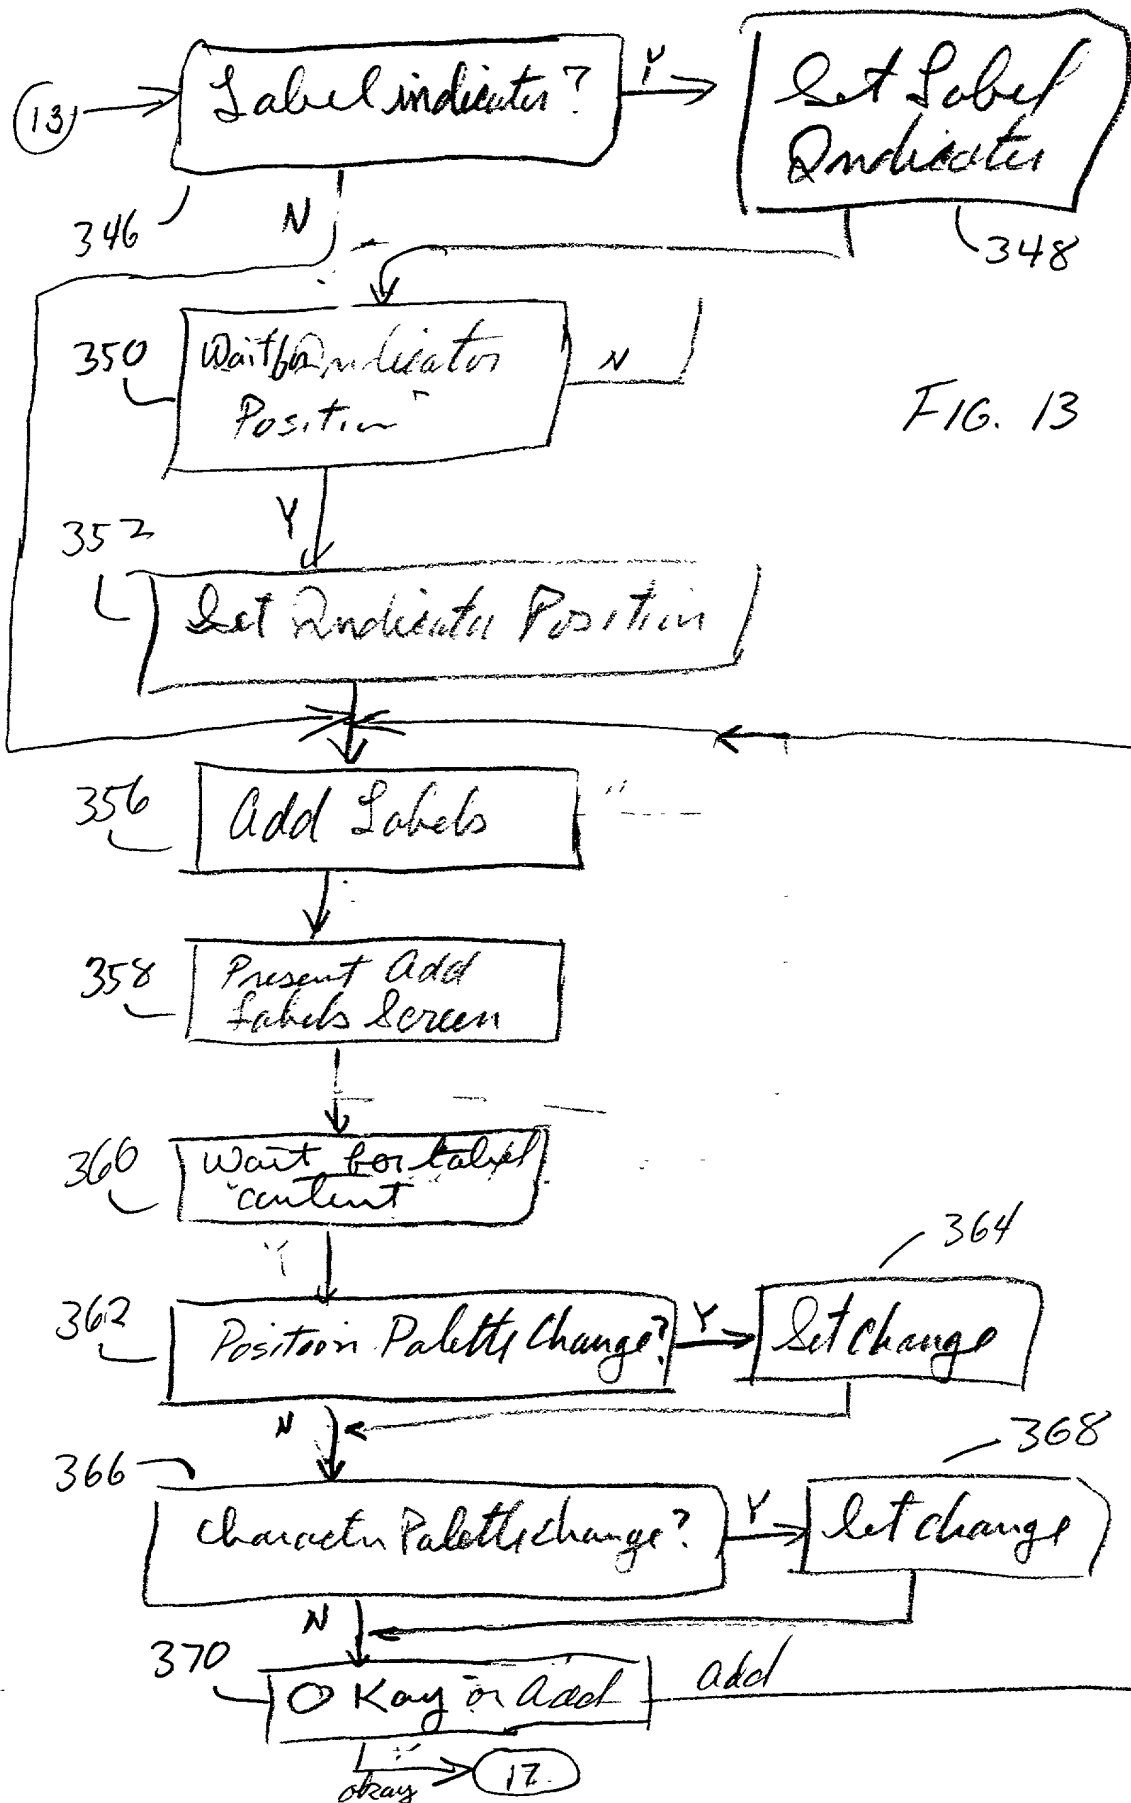 13
Label indicator?
Y
Set Label
Indicator
346
N
348
350
Wait for Indicator
Position
N
FIG. 13
Y
352
Set Indicator Position
356
Add Labels
358
Present Add
Labels Screen
360
Wait for label
content
Y
364
362
Position Palette Change?
Y
Set change
N
368
366
Character Palette change?
Y
Set change
N
370
O Kay or Add
Add
okay
17